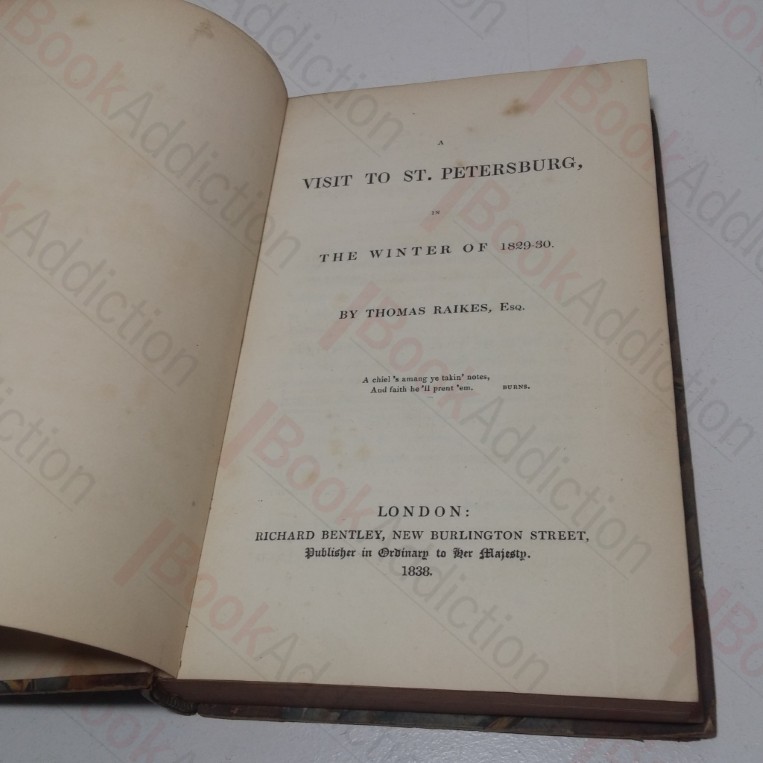 A
VISIT TO ST. PETERSBURG,
IN
THE WINTER OF 1829-30.
BY THOMAS RAIKES, Esq.
A chiel 's amang ye takin' notes,
And faith he 'll prent 'em. BURNS.
LONDON:
RICHARD BENTLEY, NEW BURLINGTON STREET,
Publisher in Ordinary to Her Majesty.
1838.
BookAddiction